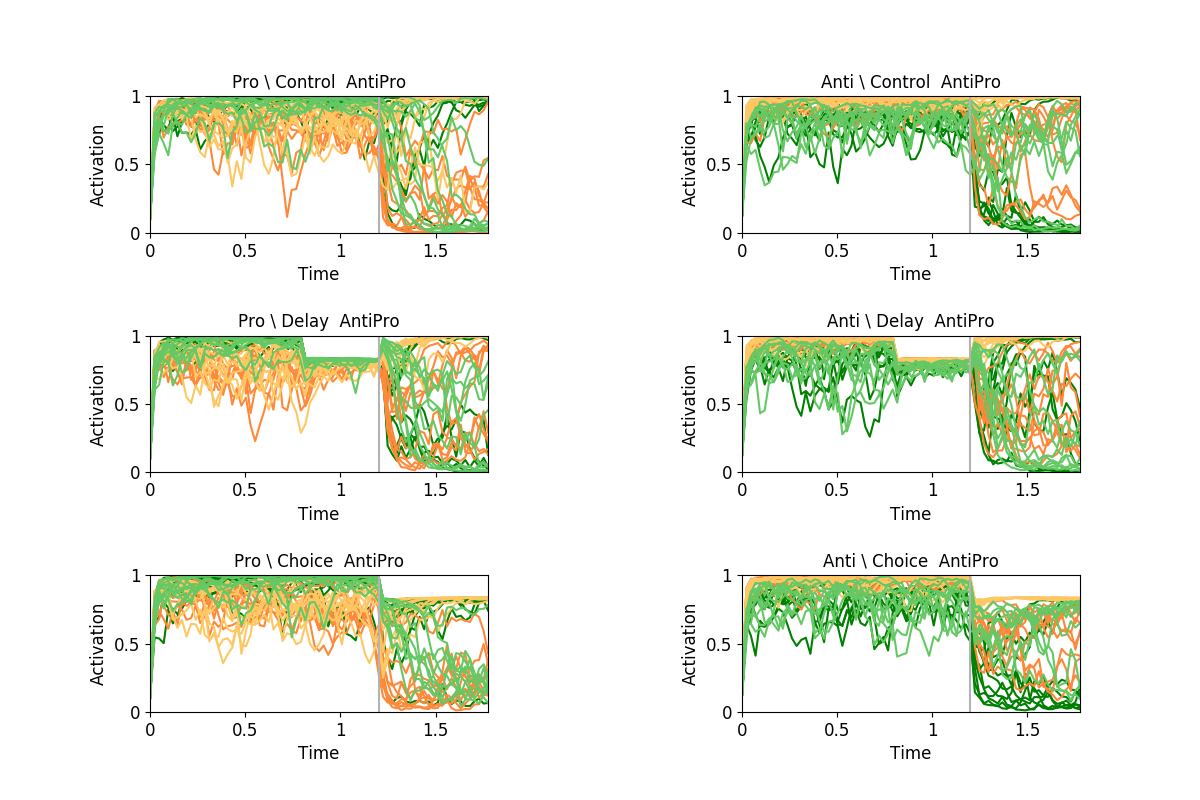 Pro \ Control  AntiPro
Anti \ Control  AntiPro
1
0.5
0
Activation
0
0.5
1
1.5
Time
1
0.5
0
Activation
0
0.5
1
1.5
Time
Pro \ Delay  AntiPro
Anti \ Delay  AntiPro
1
0.5
0
Activation
0
0.5
1
1.5
Time
1
0.5
0
Activation
0
0.5
1
1.5
Time
Pro \ Choice  AntiPro
Anti \ Choice  AntiPro
1
0.5
0
Activation
0
0.5
1
1.5
Time
1
0.5
0
Activation
0
0.5
1
1.5
Time